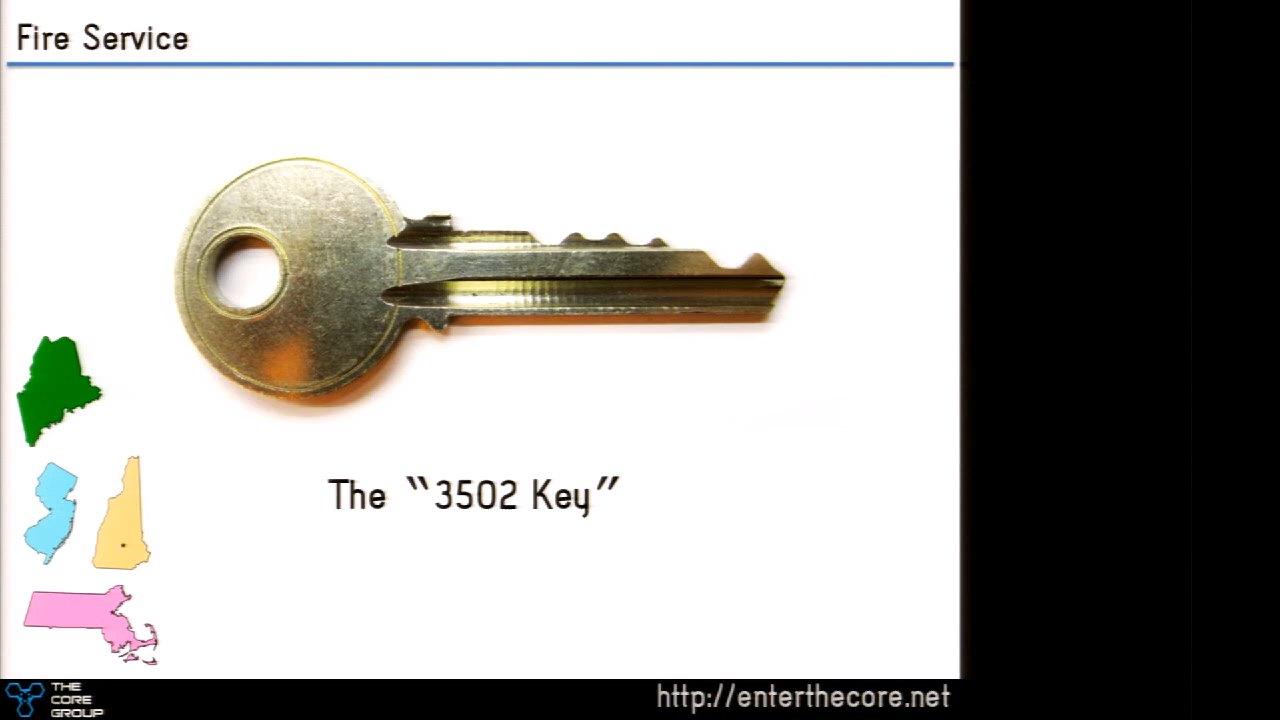 Fire Service
The “3502 Key”
THE
CORE
GROUP
http://enterthecore.net